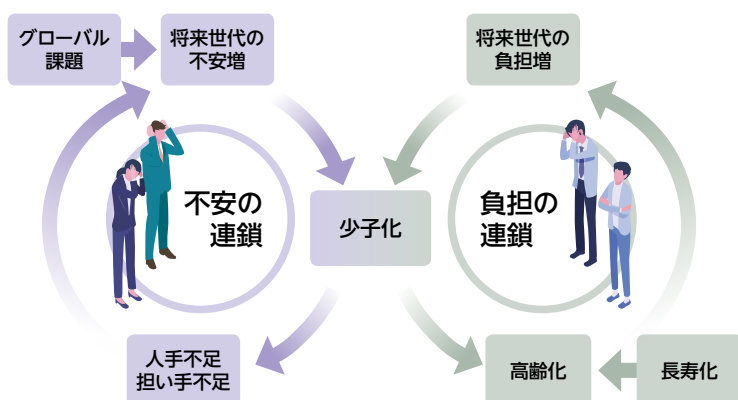 グローバル
課題
将来世代の
不安増
将来世代の
負担増
不安の
連鎖
少子化
負担の
連鎖
人手不足
担い手不足
高齢化
長寿化